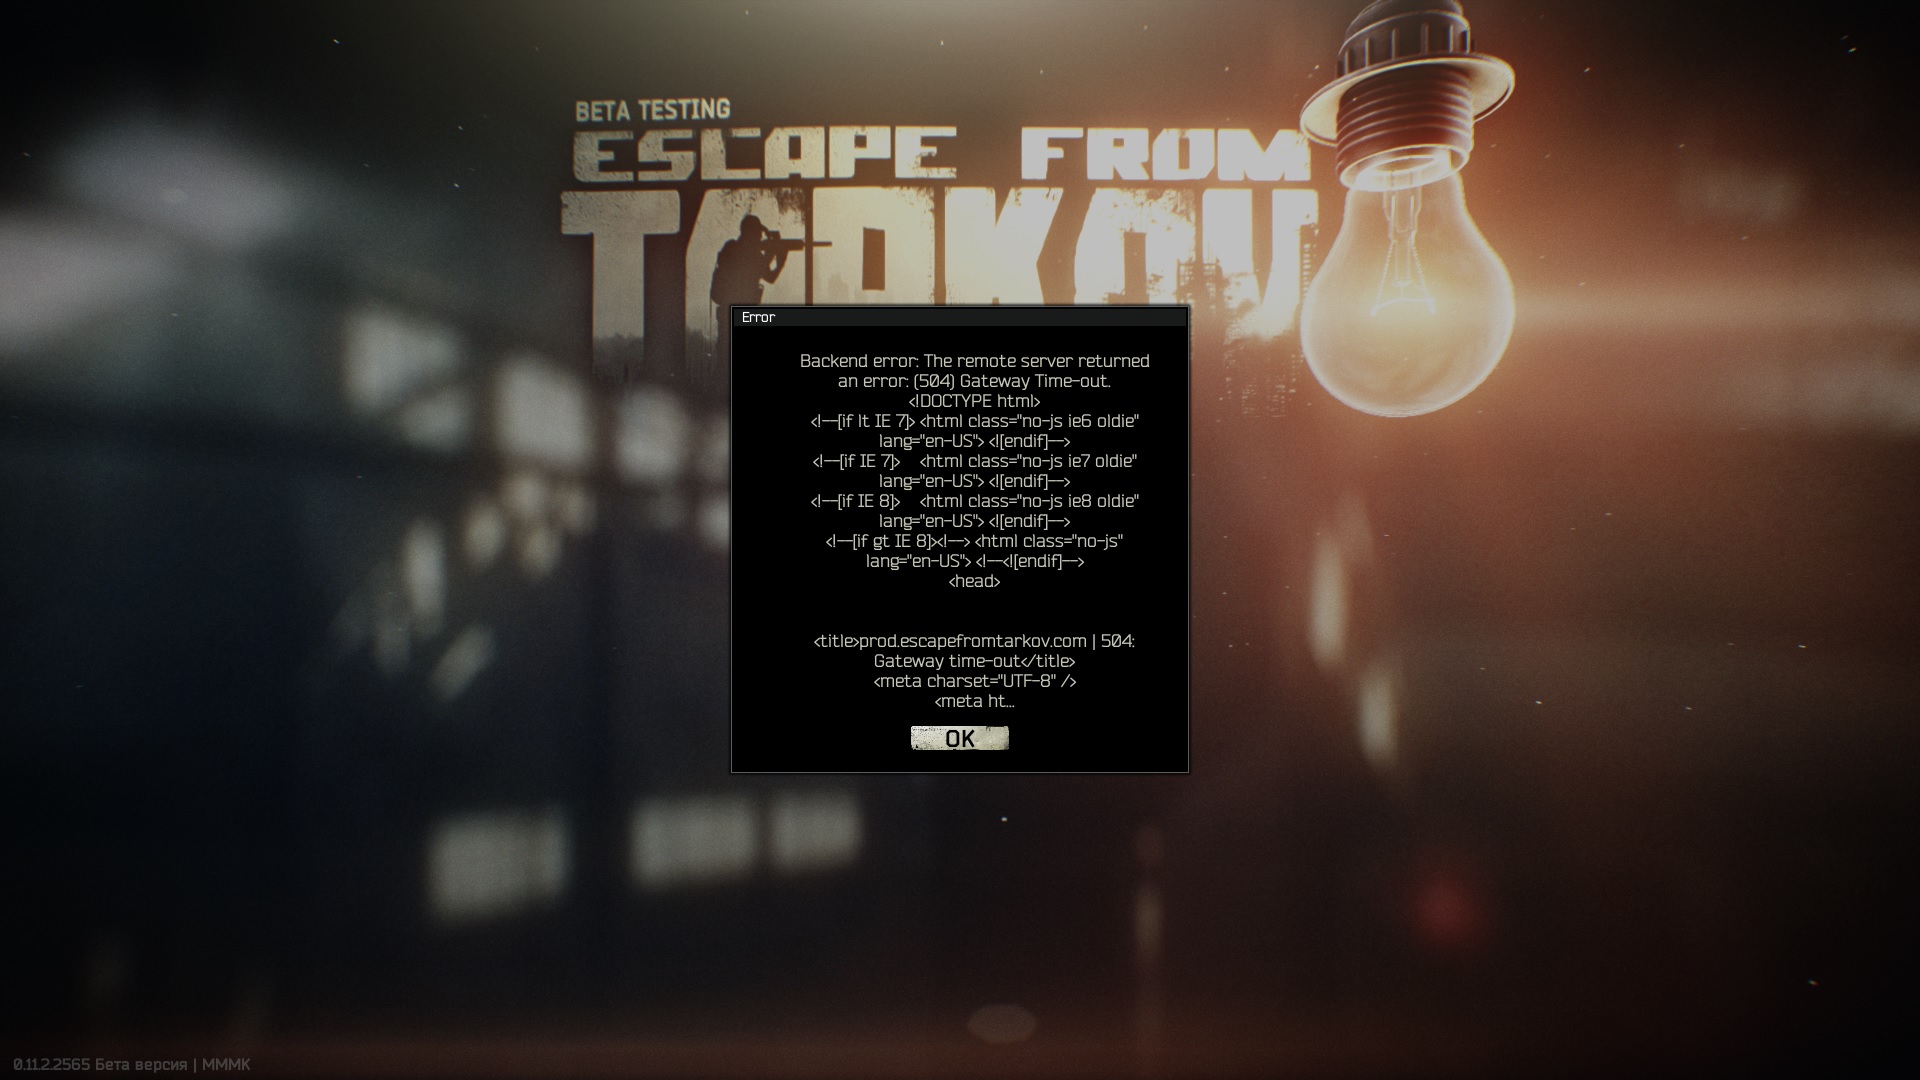 BETA TESTING
ESCAPE FROM
TARKOV
Error
Backend error: The remote server returned
an error: (504) Gateway Time-out.
<!DOCTYPE html>
<!--[if lt IE 7]> <html class="no-js ie6 oldie"
lang="en-US"> <![endif]-->
<!--[if IE 7]>    <html class="no-js ie7 oldie"
lang="en-US"> <![endif]-->
<!--[if IE 8]>    <html class="no-js ie8 oldie"
lang="en-US"> <![endif]-->
<!--[if gt IE 8]><!--> <html class="no-js"
lang="en-US"> <!--<![endif]-->
<head>
<title>prod.escapefromtarkov.com | 504:
Gateway time-out</title>
<meta charset="UTF-8" />
<meta ht...
OK
0.11.2.2565 Бета версия | MMMK